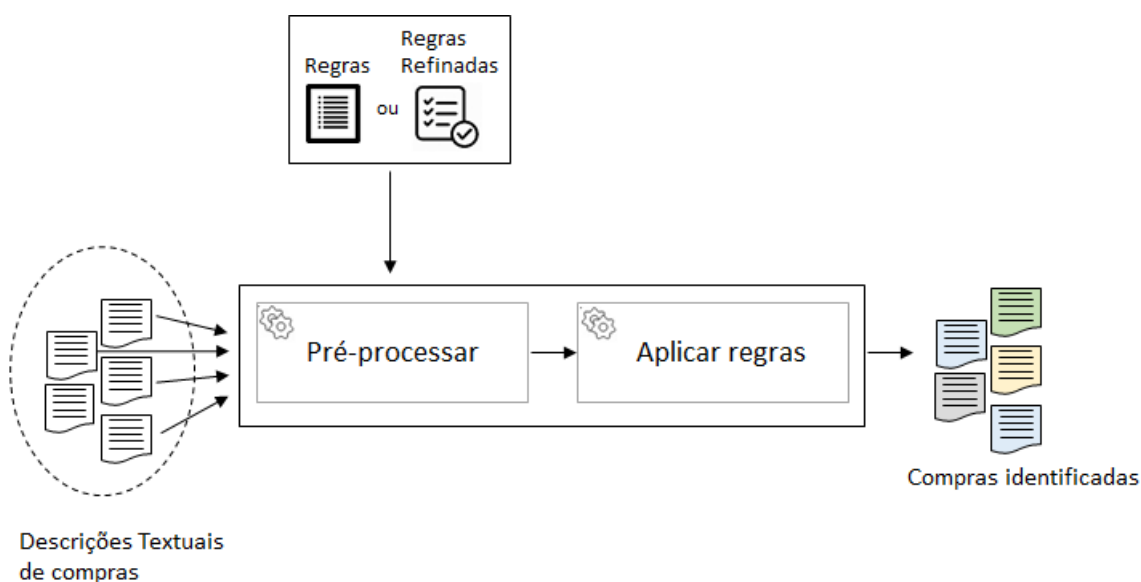 Regras
ou
Regras
Refinadas
Pré-processar
Aplicar regras
Compras identificadas
Descrições Textuais
de compras